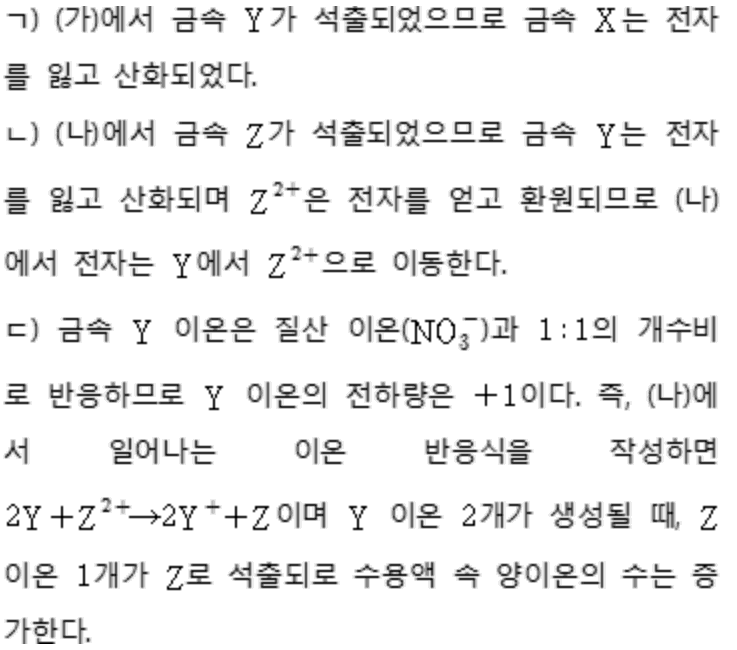 ㄱ) (가)에서 금속 Y가 석출되었으므로 금속 X는 전자
를 잃고 산화되었다.
ㄴ) (나)에서 금속 Z가 석출되었으므로 금속 Y는 전자
를 잃고 산화되며 Z²⁺은 전자를 얻고 환원되므로 (나)
에서 전자는 Y에서 Z²⁺으로 이동한다.
ㄷ) 금속 Y 이온은 질산 이온(NO₃⁻)과 1:1의 개수비
로 반응하므로 Y 이온의 전하량은 +1이다. 즉, (나)에
서 일어나는 이온 반응식을 작성하면
2Y+Z²⁺→2Y⁺+Z이며 Y 이온 2개가 생성될 때, Z
이온 1개가 Z로 석출되로 수용액 속 양이온의 수는 증
가한다.